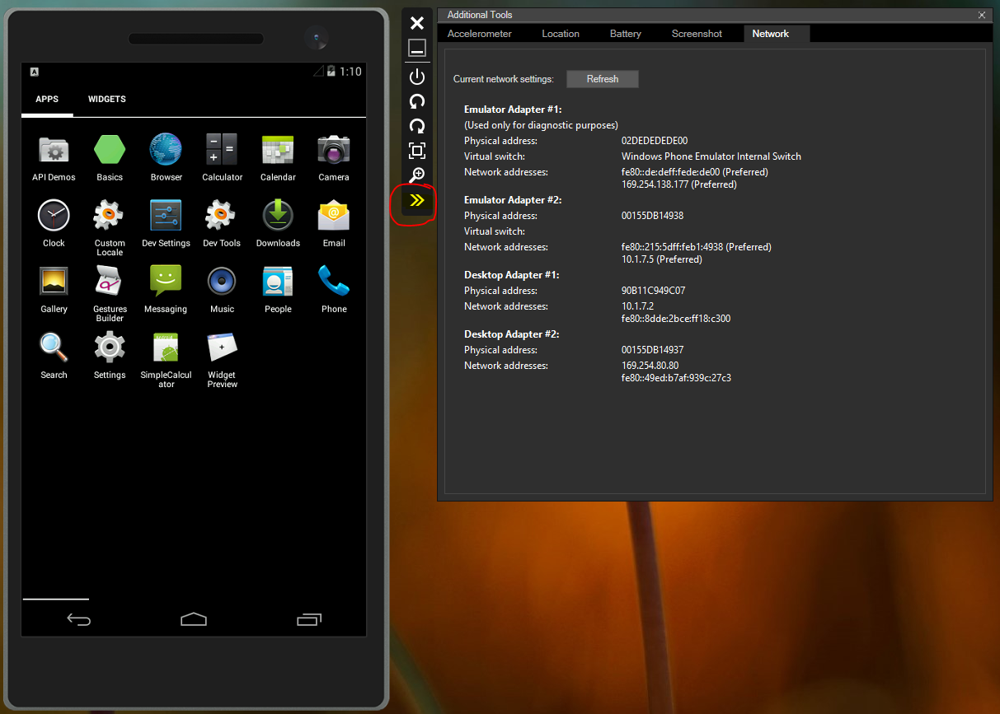 1:10
APPS WIDGETS
API Demos Basics Browser Calculator Calendar Camera
Clock Custom Locale Dev Settings Dev Tools Downloads Email
Gallery Gestures Builder Messaging Music People Phone
Search Settings SimpleCalculator Widget Preview
Additional Tools
Accelerometer Location Battery Screenshot Network
Current network settings: Refresh
Emulator Adapter #1:
(Used only for diagnostic purposes)
Physical address: 02DEDEDEDE00
Virtual switch: Windows Phone Emulator Internal Switch
Network addresses: fe80::de:deff:fede:de00 (Preferred)
169.254.138.177 (Preferred)
Emulator Adapter #2:
Physical address: 00155DB14938
Virtual switch:
Network addresses: fe80::215:5dff:feb1:4938 (Preferred)
10.1.7.5 (Preferred)
Desktop Adapter #1:
Physical address: 90B11C949C07
Network addresses: 10.1.7.2
fe80::8dde:2bce:ff18:c300
Desktop Adapter #2:
Physical address: 00155DB14937
Network addresses: 169.254.80.80
fe80::49ed:b7af:939c:27c3